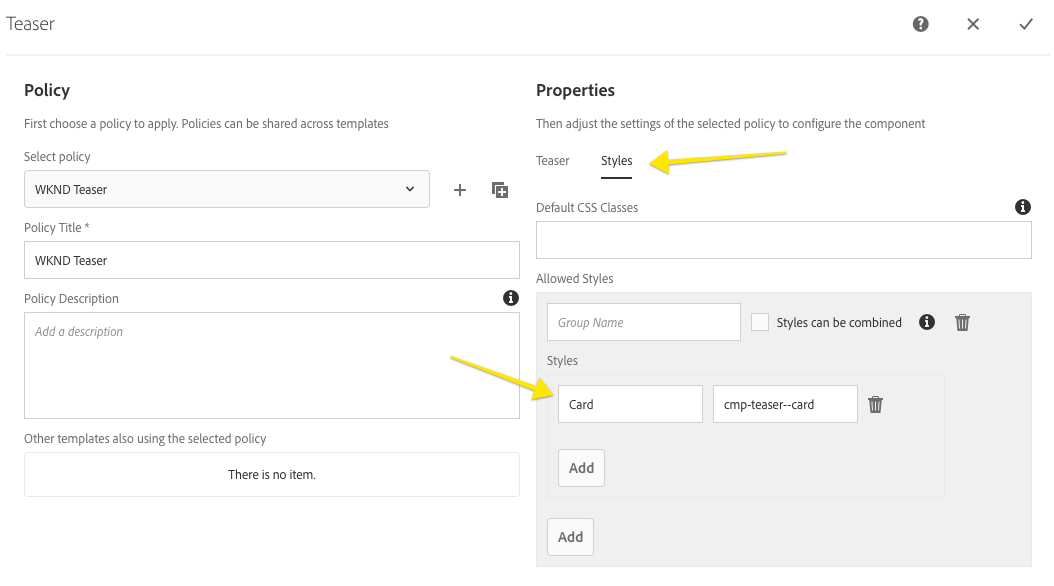 Teaser
Policy
First choose a policy to apply. Policies can be shared across templates
Select policy
WKND Teaser
Policy Title *
WKND Teaser
Policy Description
Add a description
Other templates also using the selected policy
There is no item.
Properties
Then adjust the settings of the selected policy to configure the component
Teaser Styles
Default CSS Classes
Allowed Styles
Group Name Styles can be combined
Styles
Card cmp-teaser--card
Add
Add